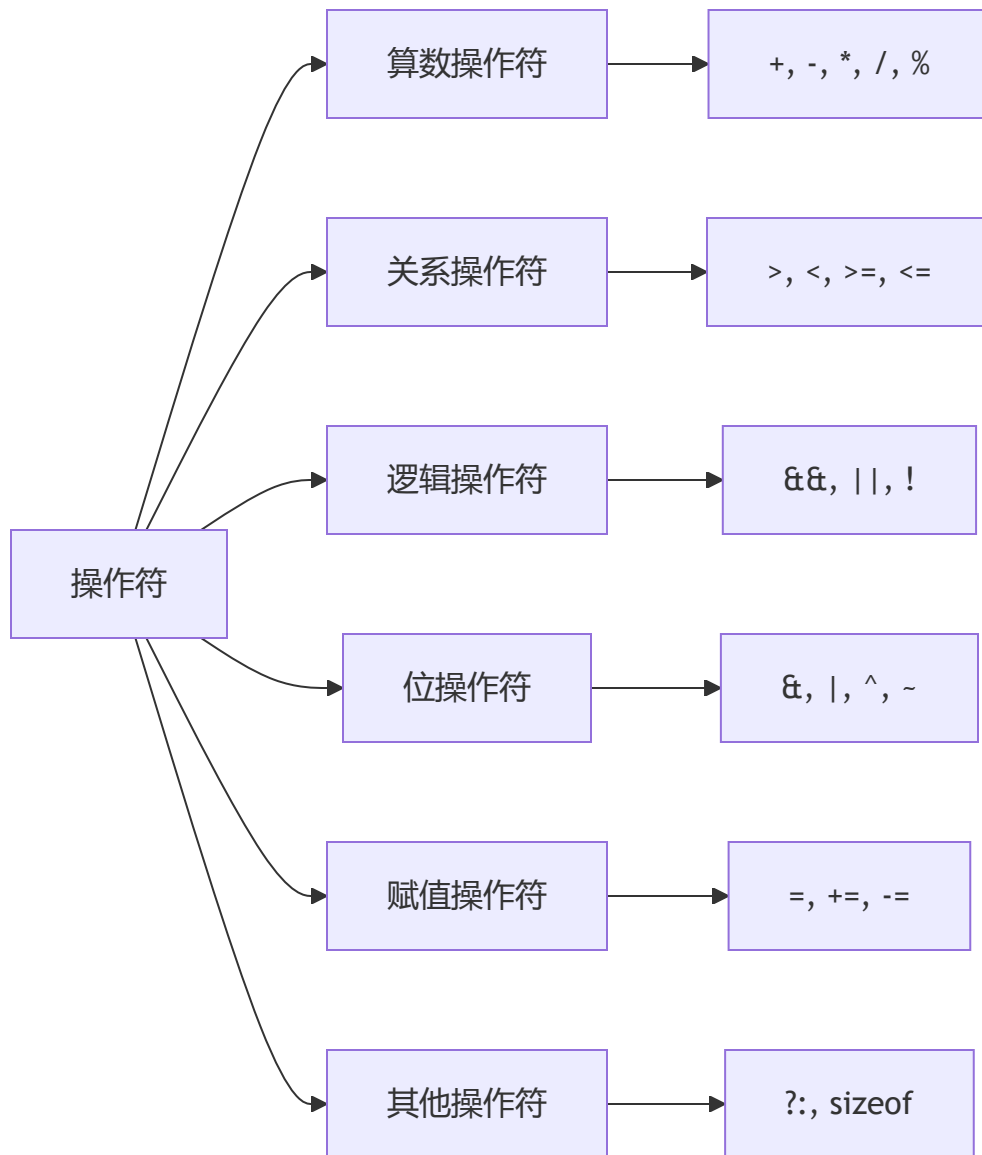 算数操作符
+, -, *, /, %
关系操作符
>, <, >=, <=
逻辑操作符
&&, ||, !
操作符
位操作符
&, |, ^, ~
赋值操作符
=, +=, -=
其他操作符
?:, sizeof